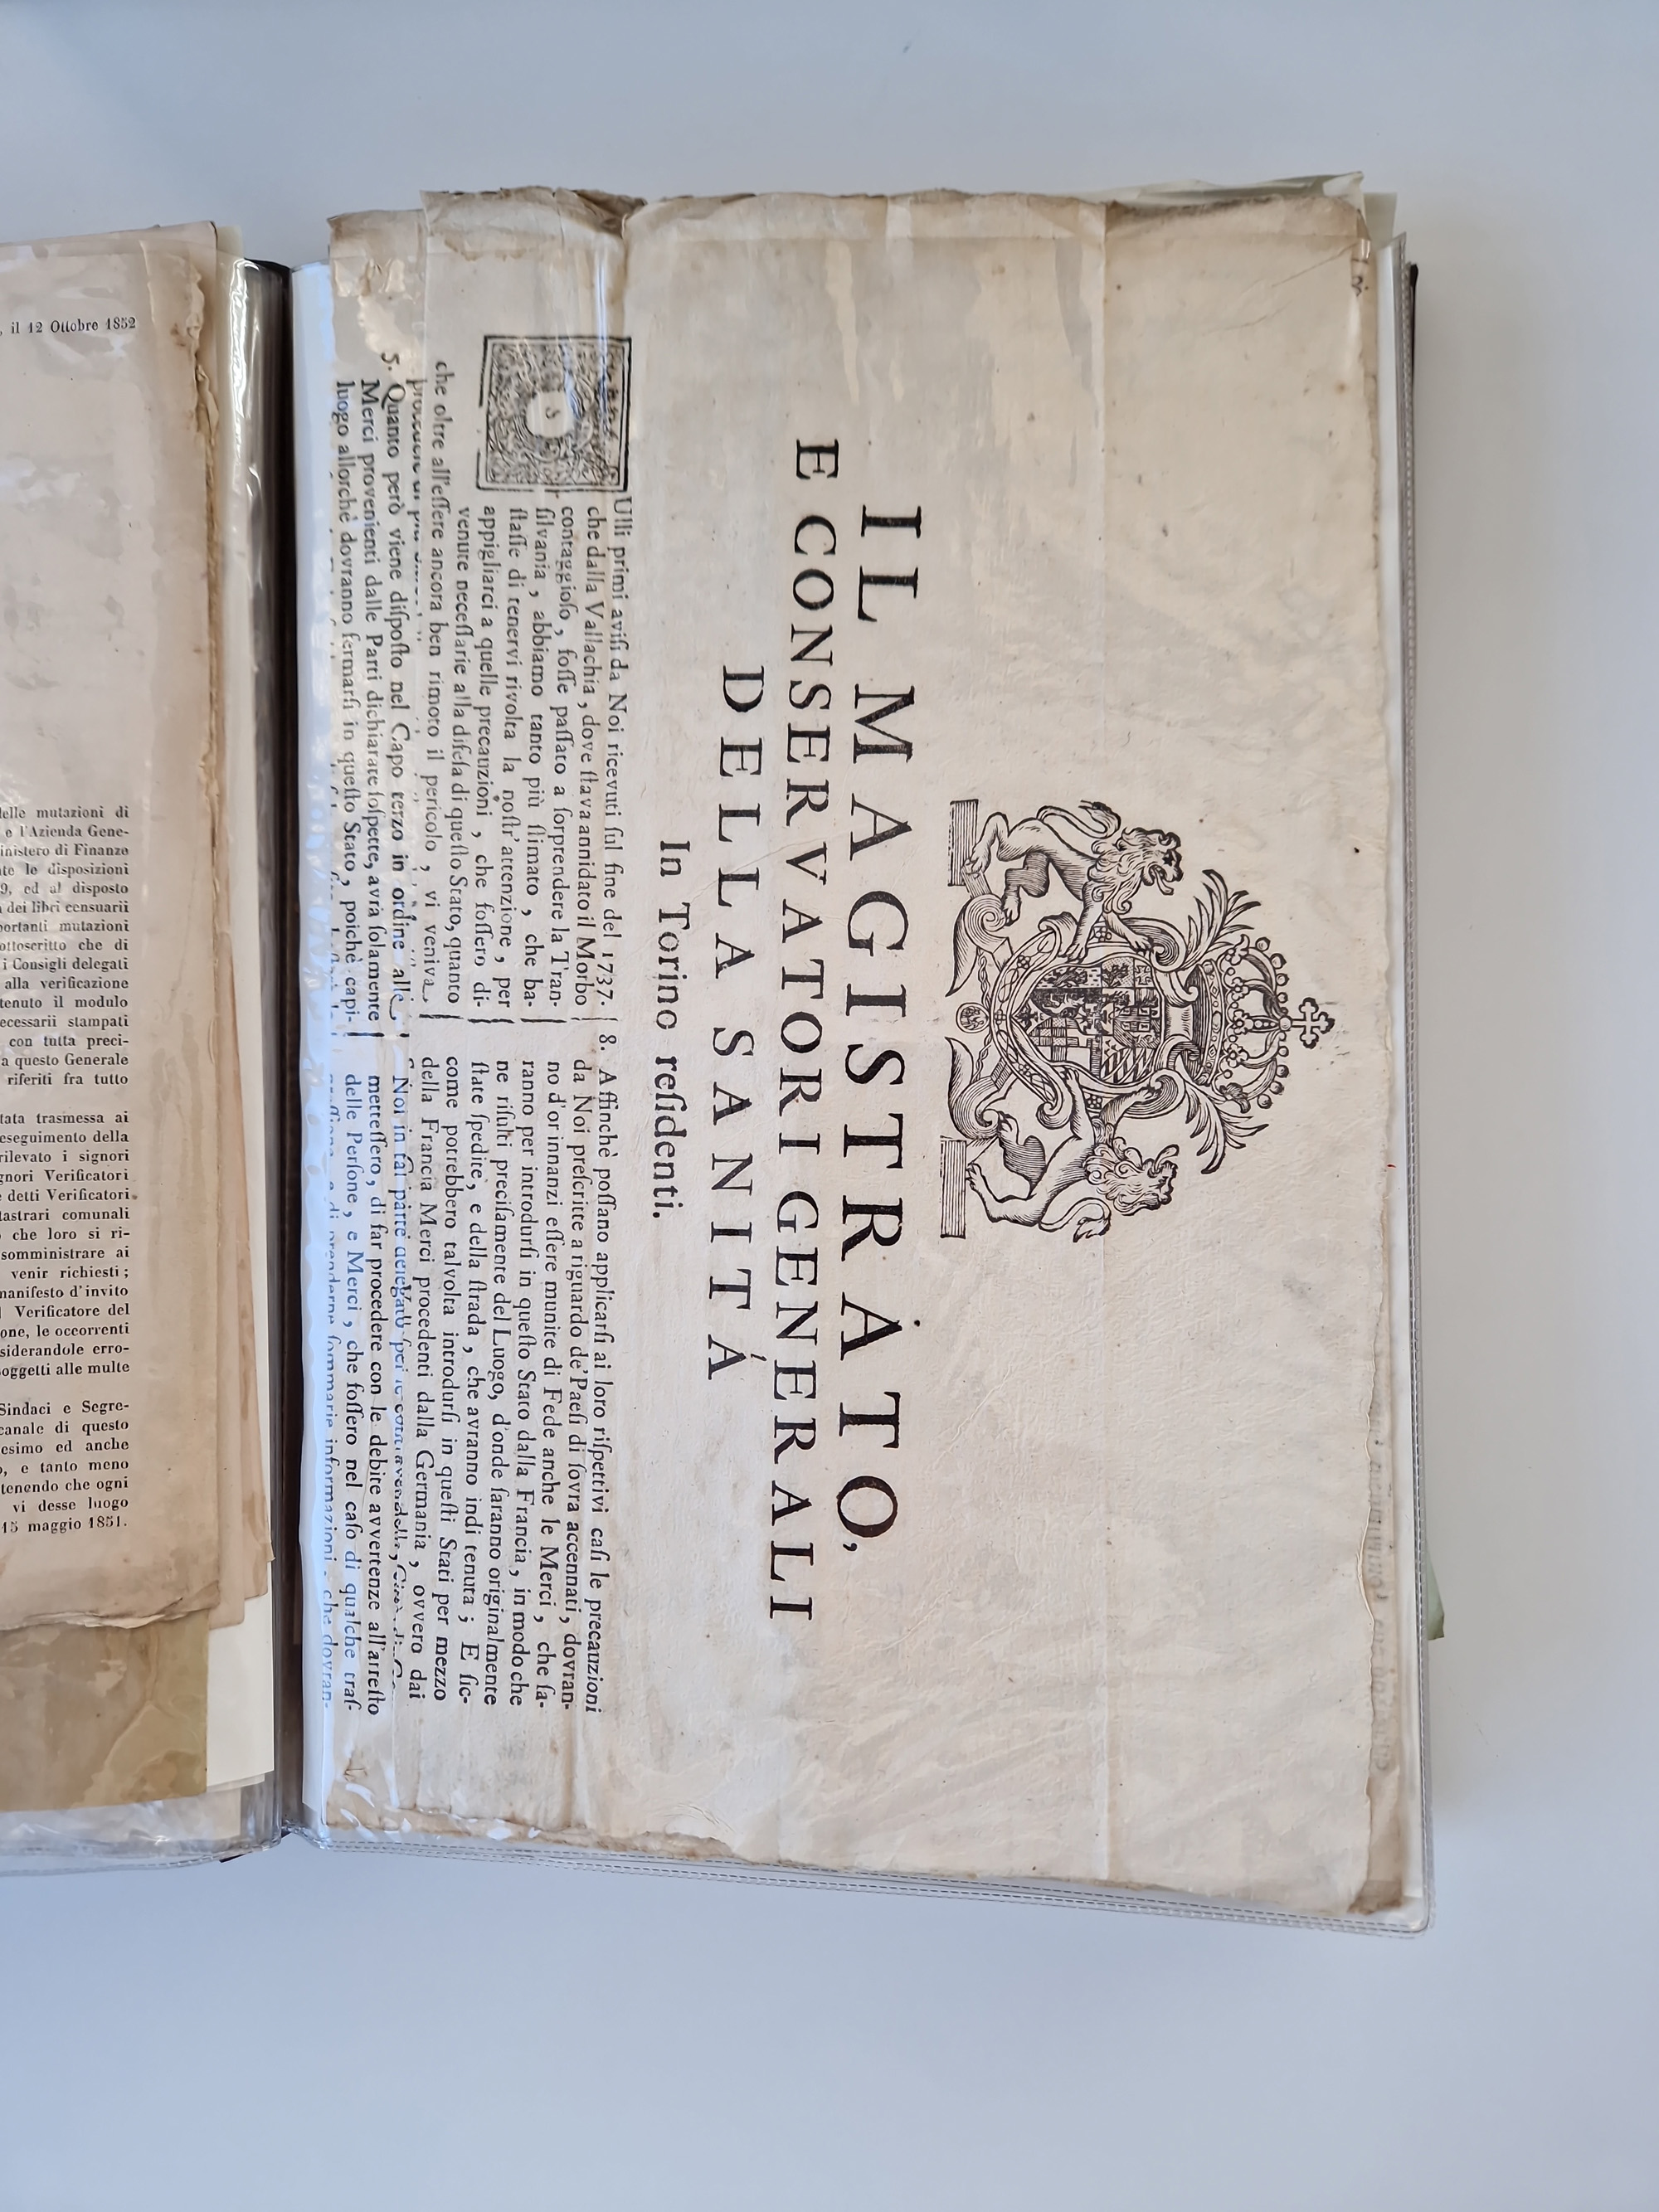 IL MAGISTRATO,
E CONSERVATORI GENERALI
DELLA SANITÁ
In Torino reſidenti.
Ulli primi aviſi da Noi ricevuti ſul fine del 1737.
che dalla Vallachia, dove ſtava annidato il Morbo
contaggioſo, foſſe paſſato a ſorprendere la Tran-
ſilvania, abbiamo tanto più ſtimato, che ba-
ſtaſſe di tenervi rivolta la noſtr'attenzione, per
appigliarci a quelle precauzioni, che foſſero di-
venute neceſſarie alla difeſa di queſto Stato, quanto
che oltre all'eſſere ancora ben rimoto il pericolo, vi veniva
5. Quanto però viene diſpoſto nel Capo terzo in ordine alle
Merci provenienti dalle Parti dichiarate ſoſpette, avrà ſolamente
luogo allorchè dovranno fermarſi in queſto Stato, poichè capi-
8. Affinchè poſſano applicarſi ai loro riſpettivi caſi le precauzioni
da Noi preſcritte a riguardo de'Paeſi di ſovra accennati, dovran-
no d'or innanzi eſſere munite di Fede anche le Merci, che ſa-
ranno per introdurſi in queſto Stato dalla Francia, in modo che
ne riſulti preciſamente del Luogo, d'onde ſaranno originalmente
ſtate ſpedite, e della ſtrada, che avranno indi tenuta; E ſic-
come potrebbero talvolta introdurſi in queſti Stati per mezzo
della Francia Merci procedenti dalla Germania, ovvero dai
Noi in tal parte
metteſſero, di far procedere con le debite avvertenze all'arreſto
delle Perſone, e Merci, che foſſero nel caſo di qualche traſ-
ſommarie informazioni, che dovran-
, il 12 Ottobre 1852
delle mutazioni di
e l'Azienda Gene-
inistero di Finanze
te le disposizioni
9, ed al disposto
dei libri censuarii
portanti mutazioni
ottoscritto che di
i Consigli delegati
alla verificazione
tenuto il modulo
ecessarii stampati
con tutta preci-
a questo Generale
riferiti fra tutto
tata trasmessa ai
eseguimento della
rilevato i signori
gnori Verificatori
detti Verificatori
tastrari comunali
che loro si ri-
somministrare ai
venir richiesti;
manifesto d'invito
Verificatore del
one, le occorrenti
siderandole erro-
oggetti alle multe
Sindaci e Segre-
canale di questo
esimo ed anche
o, e tanto meno
tenendo che ogni
vi desse luogo
15 maggio 1851.